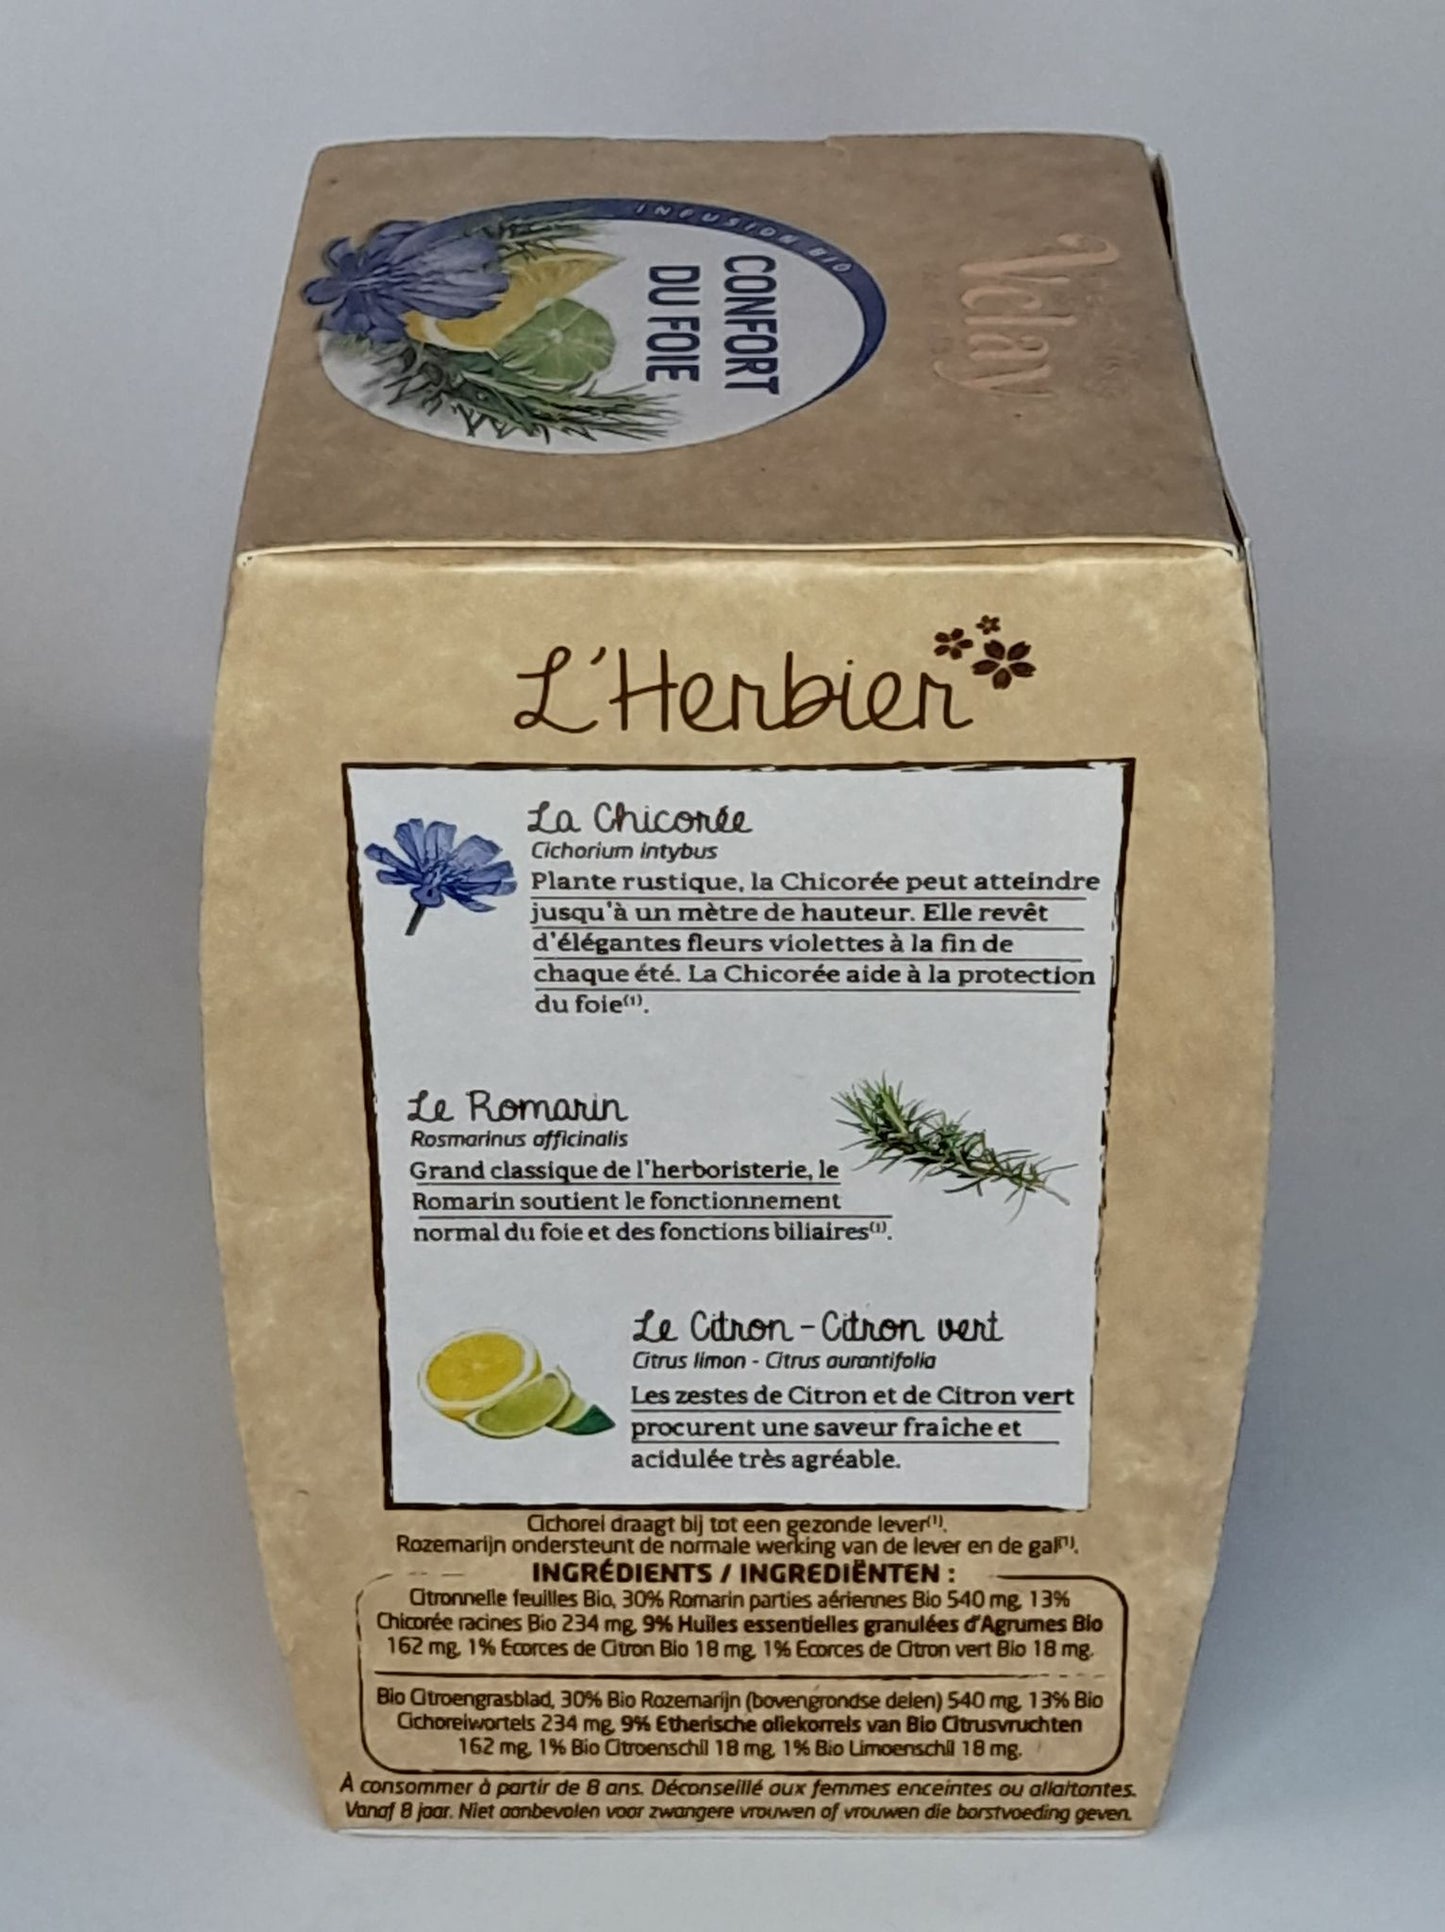 Velay
INFUSION BIO
CONFORT
DU FOIE
L'Herbier
La Chicorée
Cichorium intybus
Plante rustique, la Chicorée peut atteindre
jusqu'à un mètre de hauteur. Elle revêt
d'élégantes fleurs violettes à la fin de
chaque été. La Chicorée aide à la protection
du foie⁽¹⁾.
Le Romarin
Rosmarinus officinalis
Grand classique de l'herboristerie, le
Romarin soutient le fonctionnement
normal du foie et des fonctions biliaires⁽¹⁾.
Le Citron - Citron vert
Citrus limon - Citrus aurantifolia
Les zestes de Citron et de Citron vert
procurent une saveur fraîche et
acidulée très agréable.
Cichorei draagt bij tot een gezonde lever⁽¹⁾.
Rozemarijn ondersteunt de normale werking van de lever en de gal⁽¹⁾.
INGRÉDIENTS / INGREDIËNTEN :
Citronnelle feuilles Bio, 30% Romarin parties aériennes Bio 540 mg, 13%
Chicorée racines Bio 234 mg, 9% Huiles essentielles granulées d'Agrumes Bio
162 mg, 1% Ecorces de Citron Bio 18 mg, 1% Ecorces de Citron vert Bio 18 mg.
Bio Citroengrasblad, 30% Bio Rozemarijn (bovengrondse delen) 540 mg, 13% Bio
Cichoreiwortels 234 mg, 9% Etherische oliekorrels van Bio Citrusvruchten
162 mg, 1% Bio Citroenschil 18 mg, 1% Bio Limoenschil 18 mg.
À consommer à partir de 8 ans. Déconseillé aux femmes enceintes ou allaitantes.
Vanaf 8 jaar. Niet aanbevolen voor zwangere vrouwen of vrouwen die borstvoeding geven.